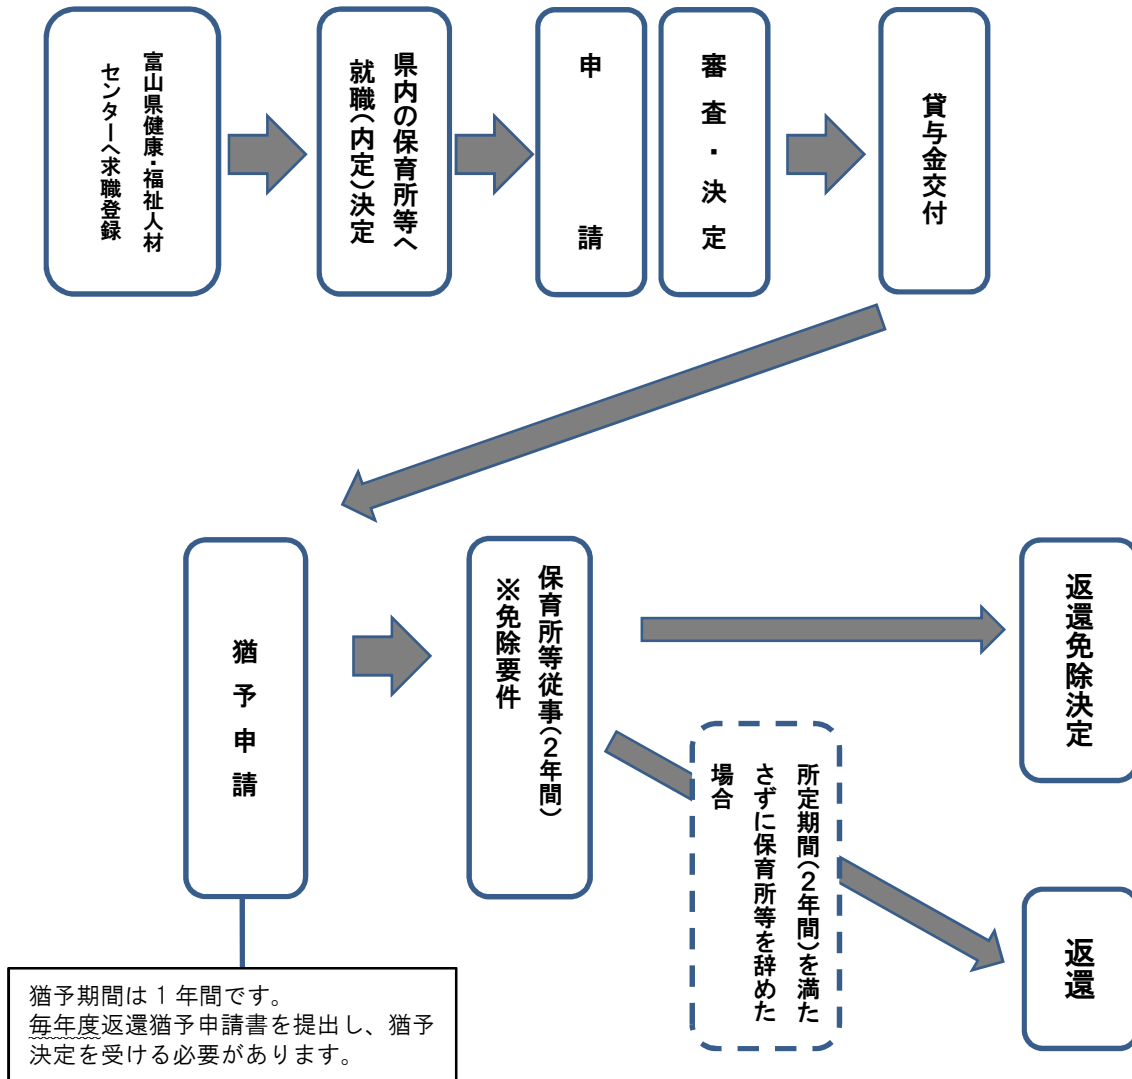 富山県健康・福祉人材
センターへ求職登録
県内の保育所等へ
就職(内定)決定
申請
審査・決定
貸与金交付
猶予申請
保育所等従事(2年間)
※免除要件
返還免除決定
所定期間(2年間)を満た
さずに保育所等を辞めた
場合
返還
猶予期間は1年間です。
毎年度返還猶予申請書を提出し、猶予
決定を受ける必要があります。